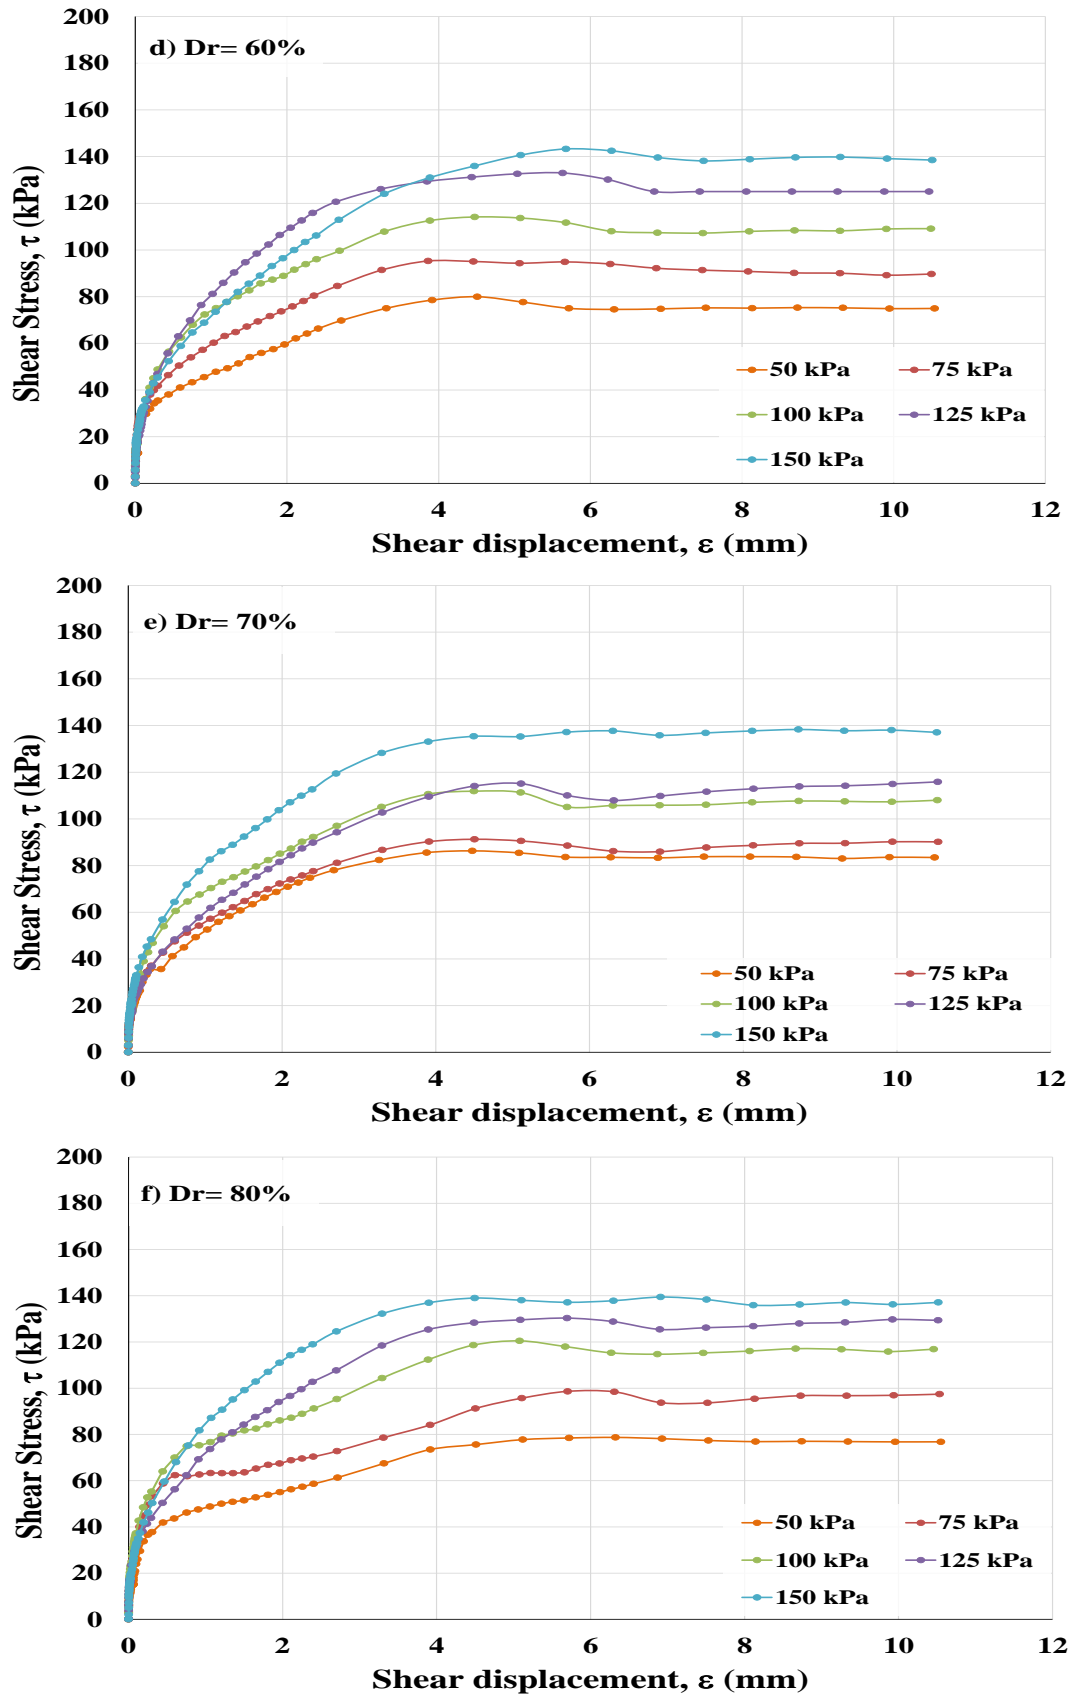 d) Dr= 60%
200
180
160
140
120
100
80
60
40
20
0
Shear Stress, τ (kPa)
50 kPa 75 kPa
100 kPa 125 kPa
150 kPa
0 2 4 6 8 10 12
Shear displacement, ε (mm)
e) Dr= 70%
200
180
160
140
120
100
80
60
40
20
0
Shear Stress, τ (kPa)
50 kPa 75 kPa
100 kPa 125 kPa
150 kPa
0 2 4 6 8 10 12
Shear displacement, ε (mm)
f) Dr= 80%
200
180
160
140
120
100
80
60
40
20
0
Shear Stress, τ (kPa)
50 kPa 75 kPa
100 kPa 125 kPa
150 kPa
0 2 4 6 8 10 12
Shear displacement, ε (mm)